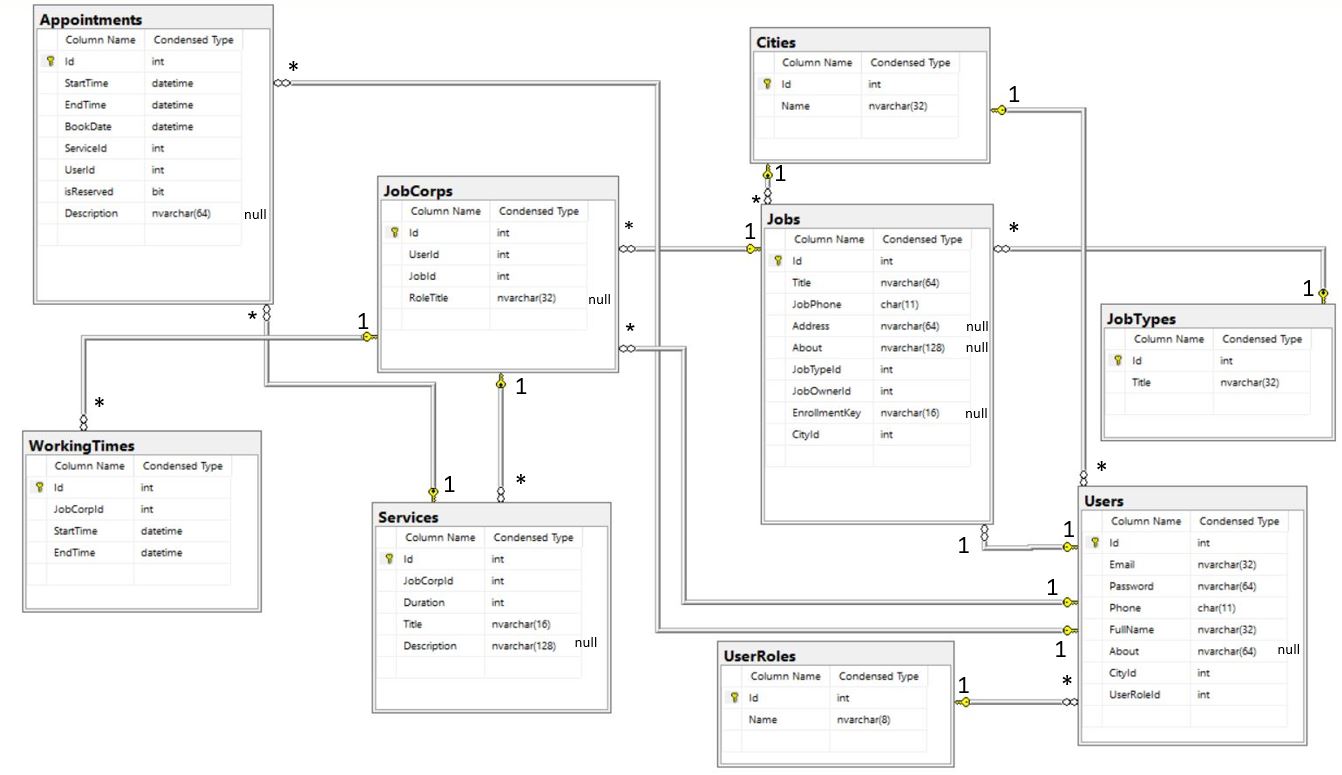 Appointments
Column Name Condensed Type
Id int
StartTime datetime
EndTime datetime
BookDate datetime
ServiceId int
UserId int
isReserved bit
Description nvarchar(64) null
*
Cities
Column Name Condensed Type
Id int
Name nvarchar(32)
1
1
*
JobCorps
Column Name Condensed Type
Id int
UserId int
JobId int
RoleTitle nvarchar(32) null
*
1
*
Jobs
Column Name Condensed Type
Id int
Title nvarchar(64)
JobPhone char(11)
Address nvarchar(64) null
About nvarchar(128) null
JobTypeId int
JobOwnerId int
EnrollmentKey nvarchar(16) null
CityId int
*
1
JobTypes
Column Name Condensed Type
Id int
Title nvarchar(32)
*
1
*
1
WorkingTimes
Column Name Condensed Type
Id int
JobCorpId int
StartTime datetime
EndTime datetime
1
*
Services
Column Name Condensed Type
Id int
JobCorpId int
Duration int
Title nvarchar(16)
Description nvarchar(128) null
*
Users
Column Name Condensed Type
Id int
Email nvarchar(32)
Password nvarchar(64)
Phone char(11)
FullName nvarchar(32)
About nvarchar(64) null
CityId int
UserRoleId int
1
1
1
1
*
UserRoles
Column Name Condensed Type
Id int
Name nvarchar(8)
1